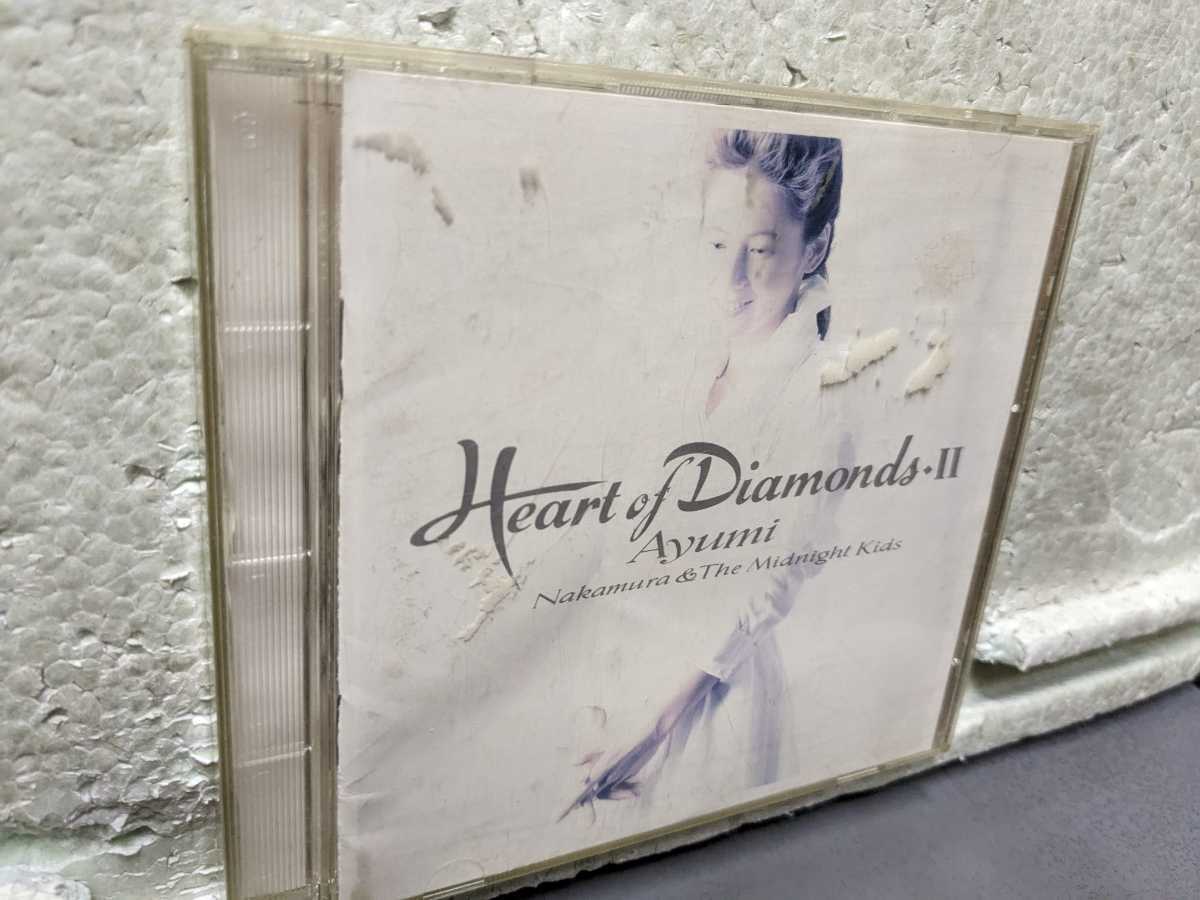 Heart of Diamonds·II
Ayumi
Nakamura & The Midnight Kids